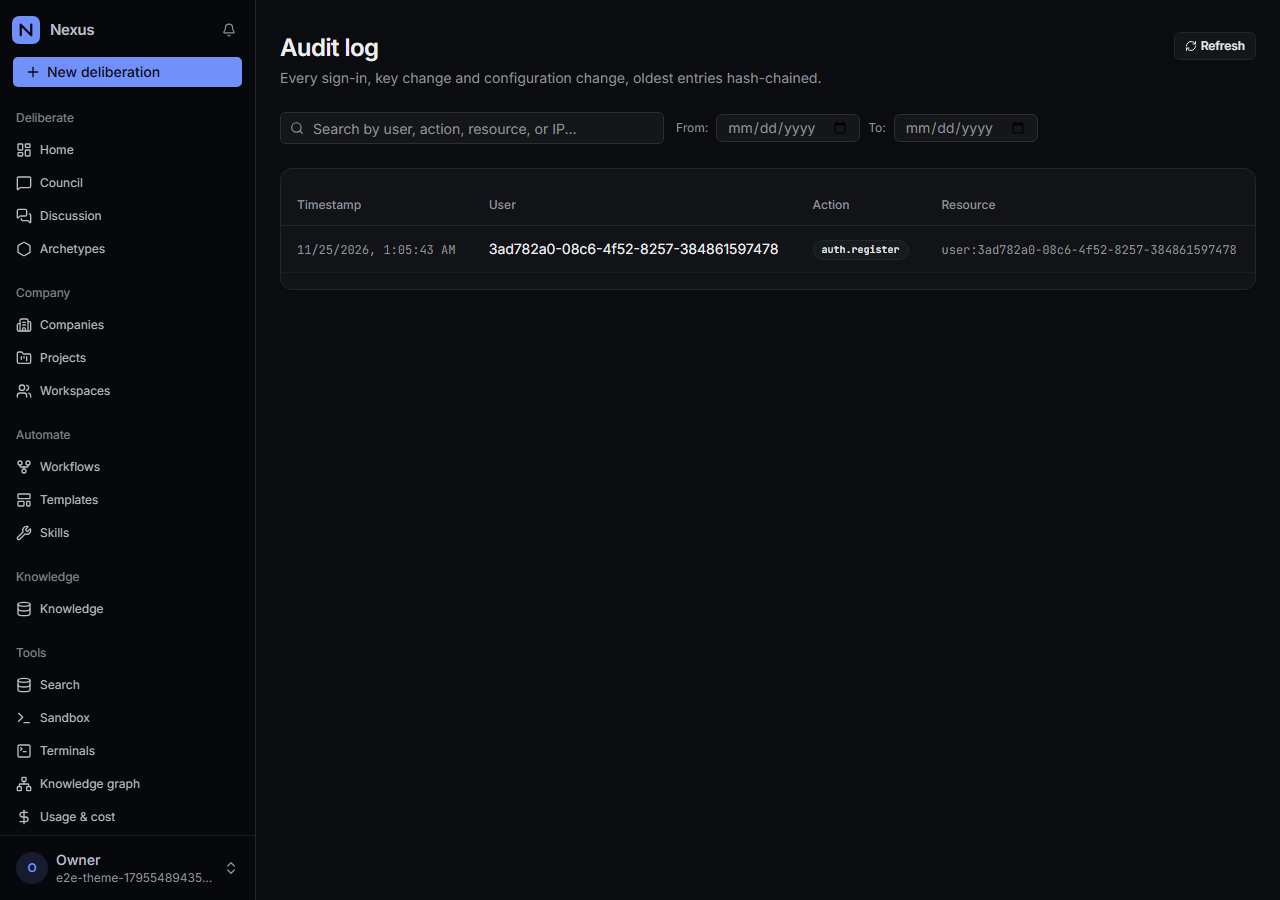 Nexus
New deliberation
Deliberate
Home
Council
Discussion
Archetypes
Company
Companies
Projects
Workspaces
Automate
Workflows
Templates
Skills
Knowledge
Knowledge
Tools
Search
Sandbox
Terminals
Knowledge graph
Usage & cost
O
Owner
e2e-theme-17955489435...
Audit log
Refresh
Every sign-in, key change and configuration change, oldest entries hash-chained.
Search by user, action, resource, or IP...
From: mm/dd/yyyy To: mm/dd/yyyy
Timestamp User Action Resource
11/25/2026, 1:05:43 AM 3ad782a0-08c6-4f52-8257-384861597478 auth.register user:3ad782a0-08c6-4f52-8257-384861597478